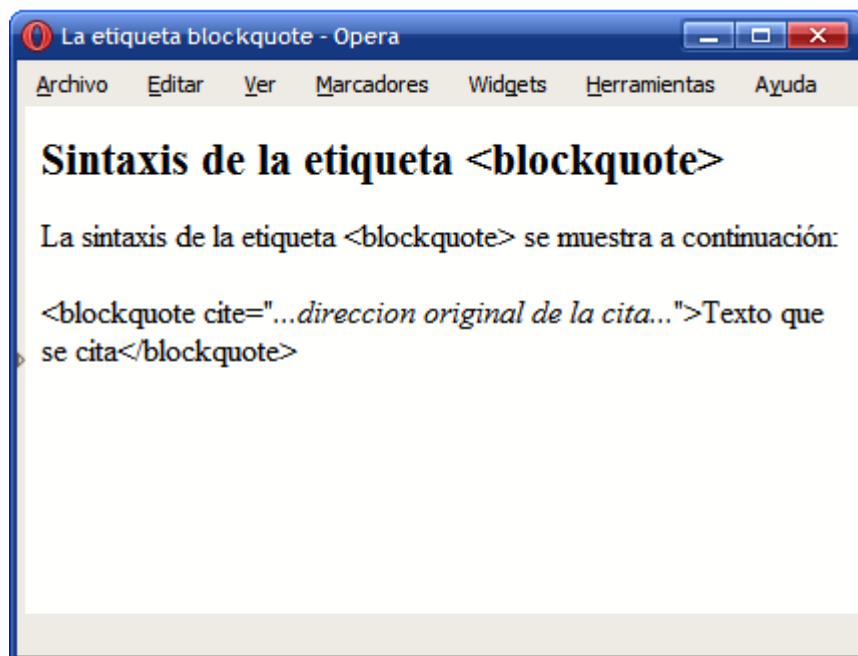 La etiqueta blockquote - Opera
Archivo Editar Ver Marcadores Widgets Herramientas Ayuda
Sintaxis de la etiqueta <blockquote>
La sintaxis de la etiqueta <blockquote> se muestra a continuación:
<blockquote cite="...direccion original de la cita...">Texto que
se cita</blockquote>